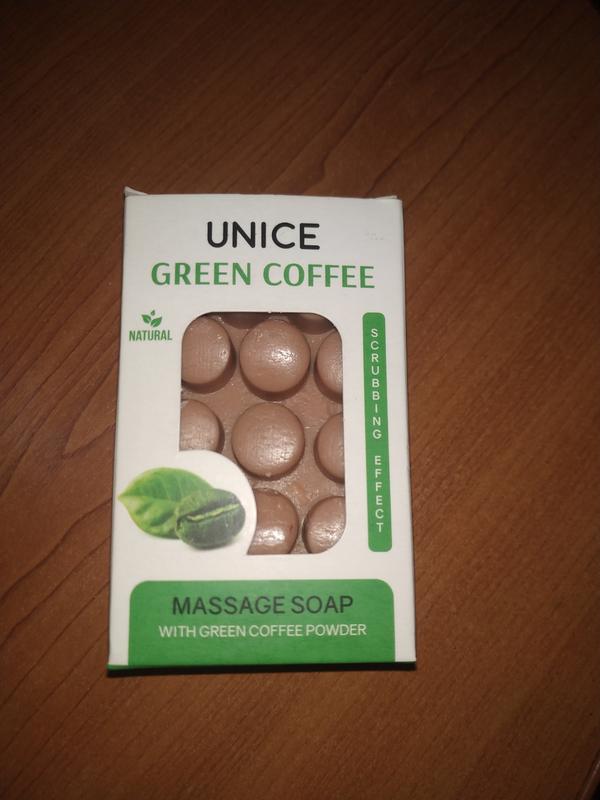 UNICE
GREEN COFFEE
NATURAL
SCRUBBING EFFECT
MASSAGE SOAP
WITH GREEN COFFEE POWDER